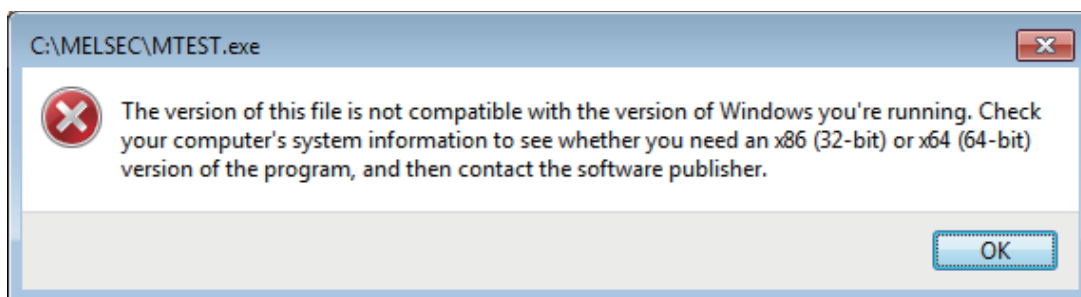 C:\MELSEC\MTEST.exe
The version of this file is not compatible with the version of Windows you're running. Check
your computer's system information to see whether you need an x86 (32-bit) or x64 (64-bit)
version of the program, and then contact the software publisher.
OK